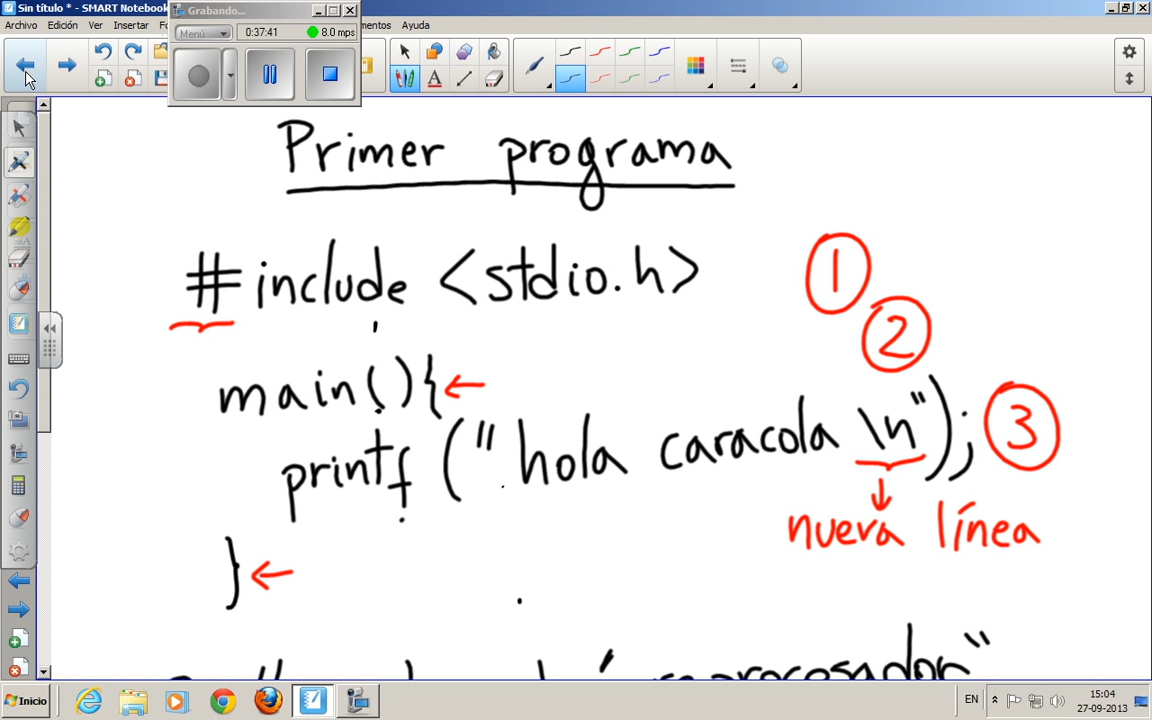 Sin título * - SMART Notebook
Grabando...
Archivo Edición Ver Insertar Ayuda
Menú 0:37:41 8.0 mps
Primer programa
#include <stdio.h>
1
2
main(){
printf ("hola caracola \n");
3
nueva línea
}
Inicio
EN
15:04
27-09-2013